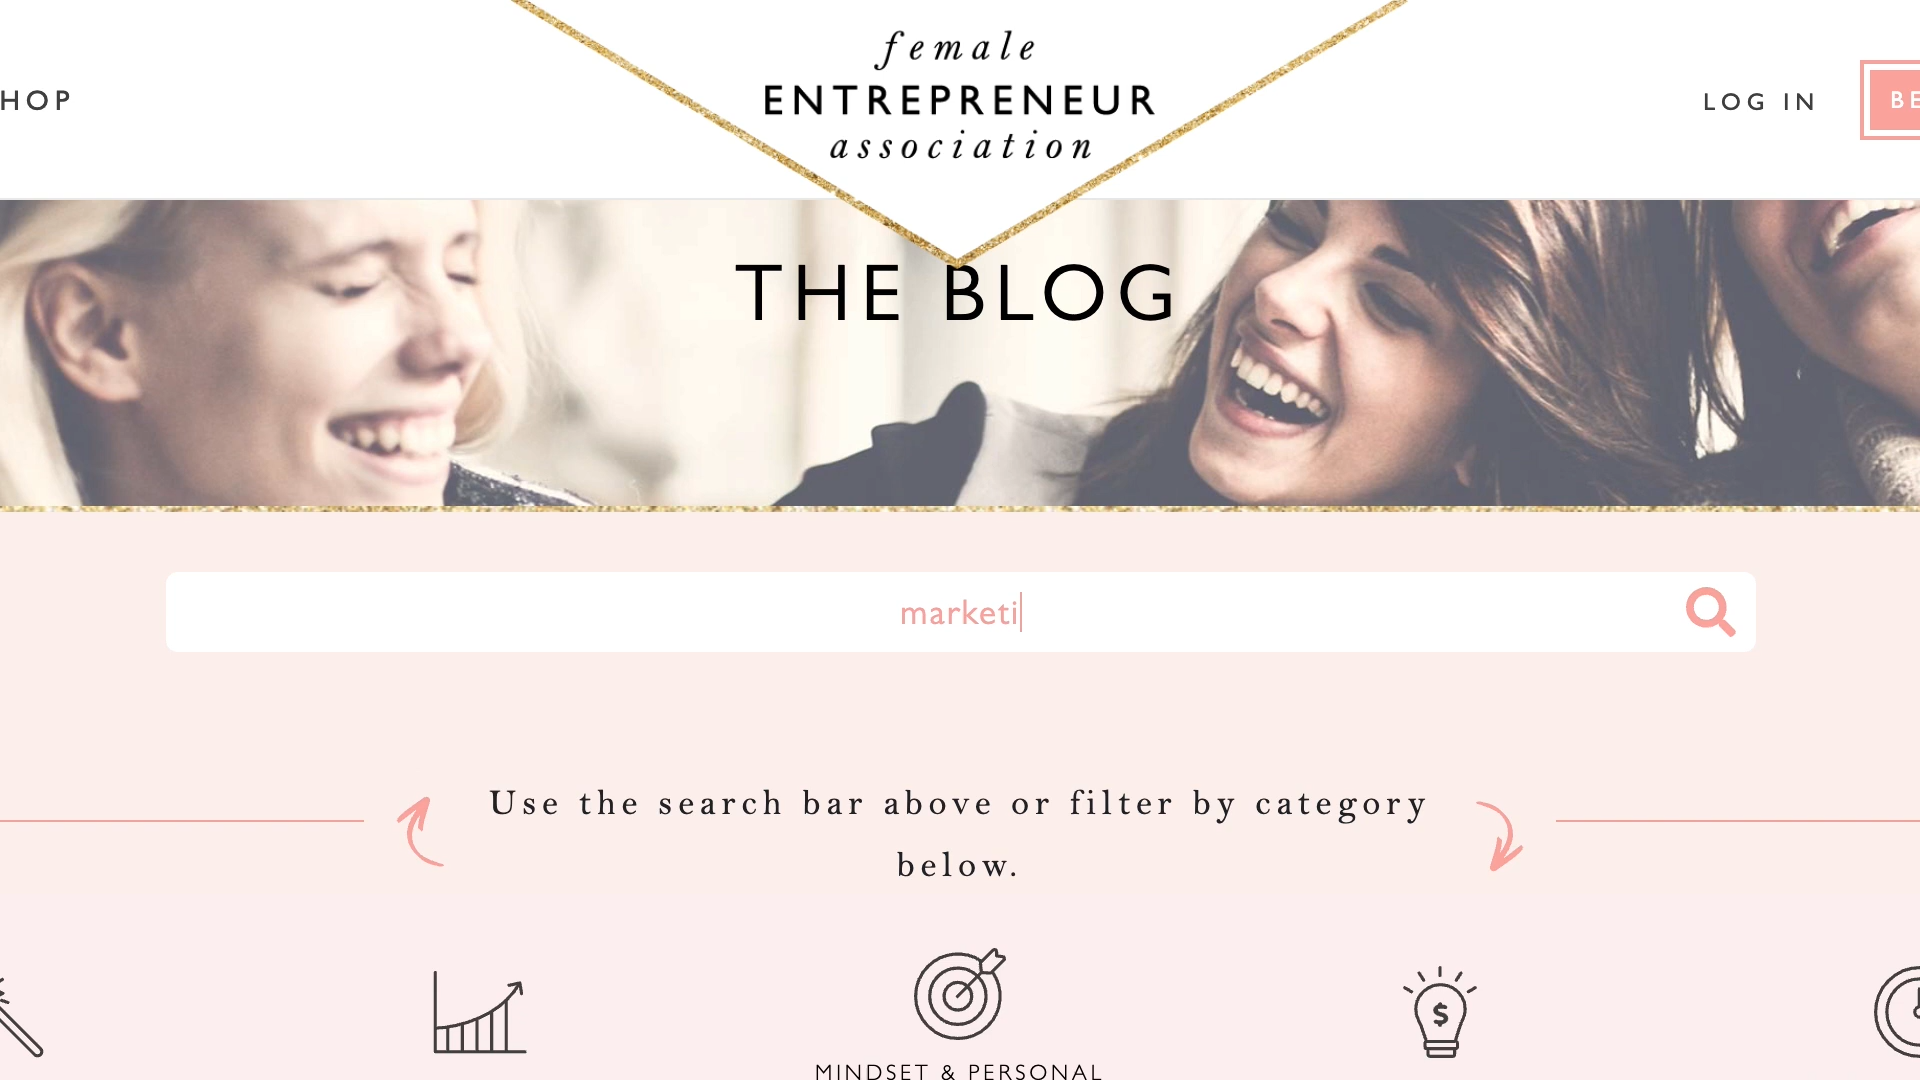 female
ENTREPRENEUR
association
HOP
LOG IN
BE
THE BLOG
marketi
Use the search bar above or filter by category
below.
MINDSET & PERSONAL